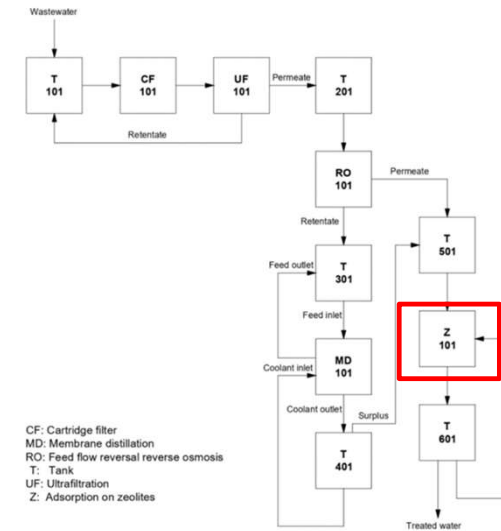 Wastewater
T
101
CF
101
UF
101
Permeate
T
201
Retentate
RO
101
Permeate
Retentate
T
501
Feed outlet
T
301
Feed inlet
Z
101
Coolant inlet
MD
101
Coolant outlet
Surplus
T
401
T
601
CF: Cartridge filter
MD: Membrane distillation
RO: Feed flow reversal reverse osmosis
T: Tank
UF: Ultrafiltration
Z: Adsorption on zeolites
Treated water